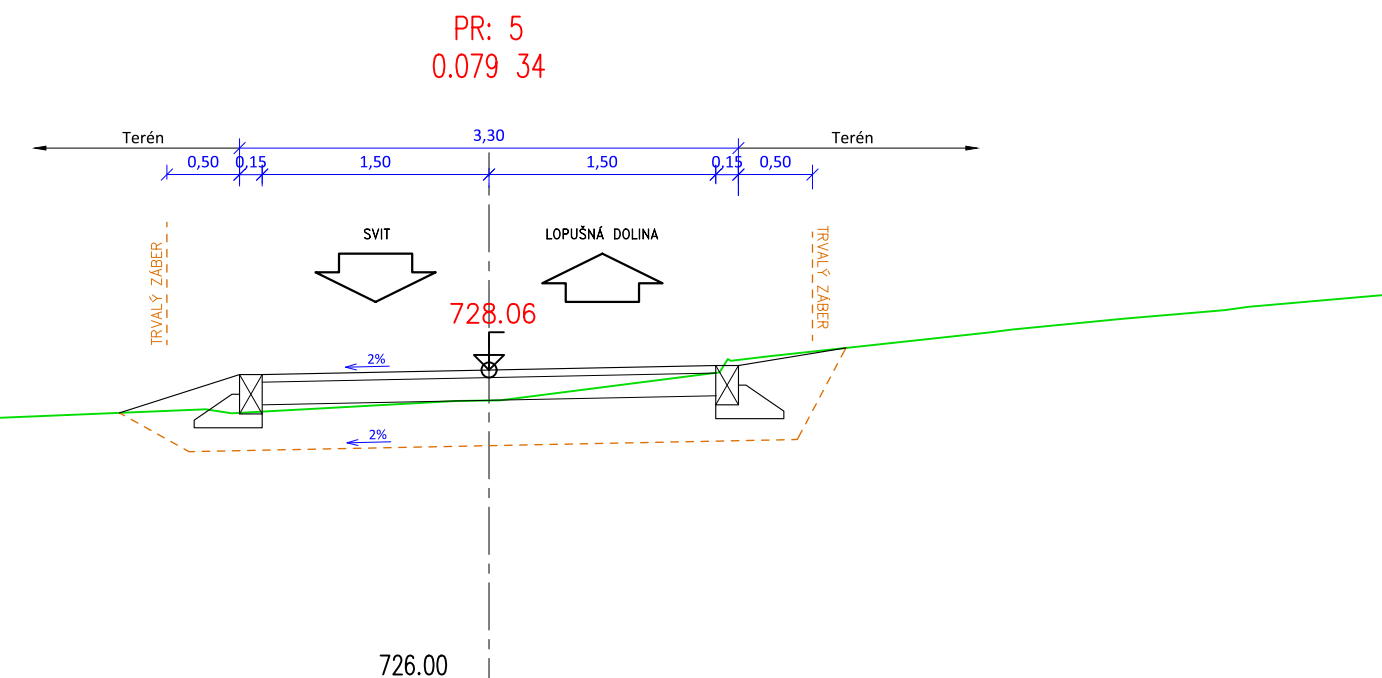 PR: 5
0.079 34
Terén
3,30
Terén
0,50
0,15
1,50
1,50
0,15
0,50
TRVALÝ ZÁBER
SVIT
LOPUŠNÁ DOLINA
TRVALÝ ZÁBER
728.06
2%
2%
726.00